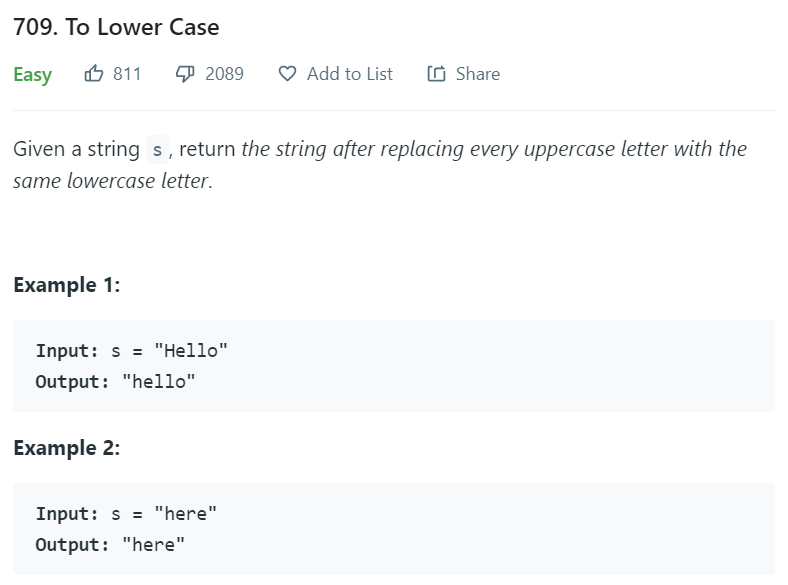 709. To Lower Case
Easy 811 2089 Add to List Share
Given a string s, return the string after replacing every uppercase letter with the
same lowercase letter.
Example 1:
Input: s = "Hello"
Output: "hello"
Example 2:
Input: s = "here"
Output: "here"